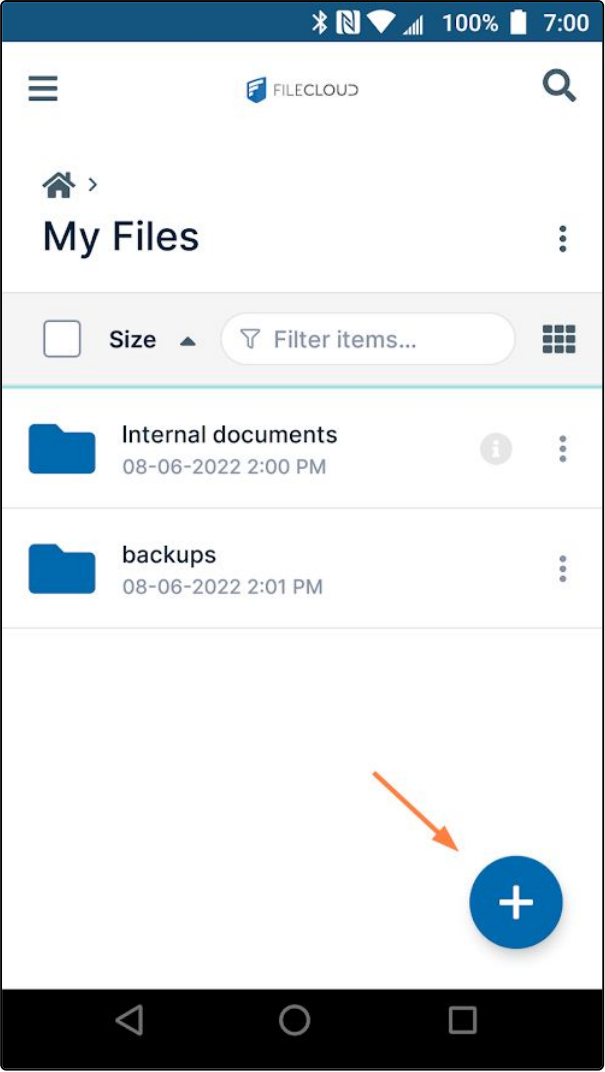 100% 7:00
FILECLOUD
My Files
Size Filter items...
Internal documents
08-06-2022 2:00 PM
backups
08-06-2022 2:01 PM